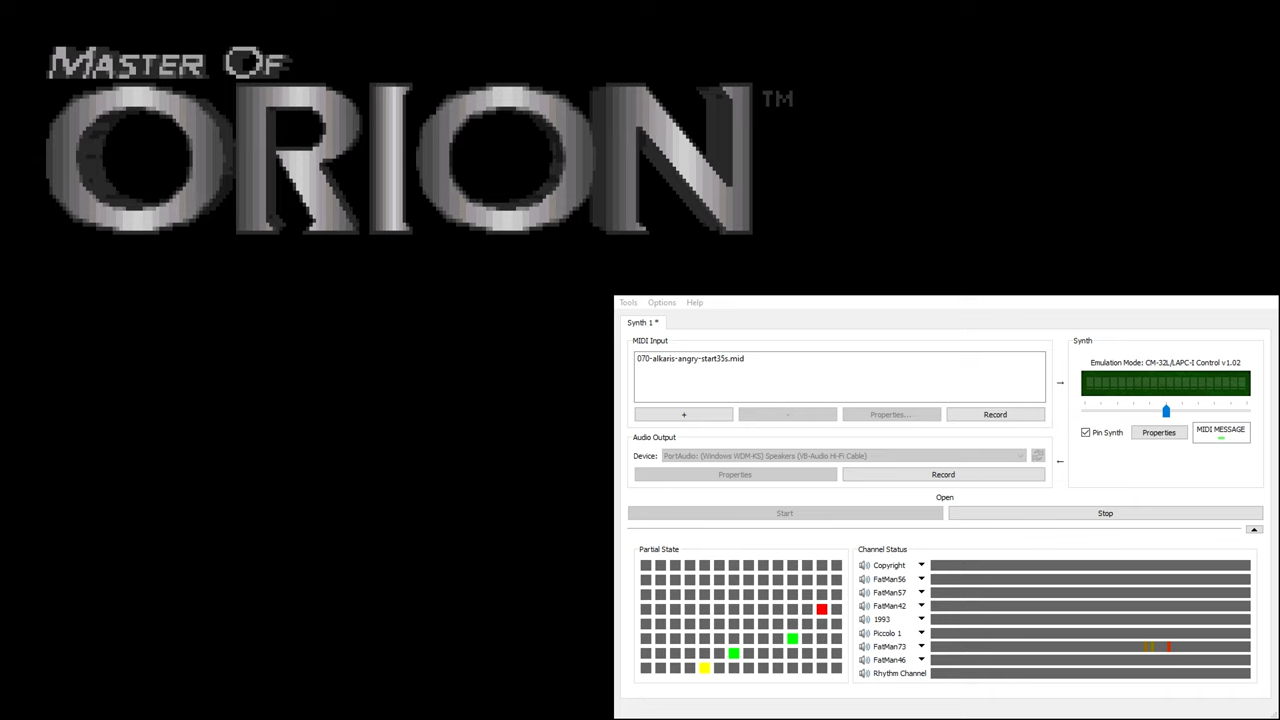 MASTER OF
ORION™
Tools Options Help
Synth 1 *
MIDI Input
070-alkaris-angry-start35s.mid
+ - Properties... Record
Audio Output
Device: PortAudio: (Windows WDM-KS) Speakers (VB-Audio Hi-Fi Cable)
Properties Record
Synth
Emulation Mode: CM-32L/LAPC-I Control v1.02
Pin Synth Properties MIDI MESSAGE
Open
Start Stop
Partial State
Channel Status
Copyright
FatMan56
FatMan57
FatMan42
1993
Piccolo 1
FatMan73
FatMan46
Rhythm Channel